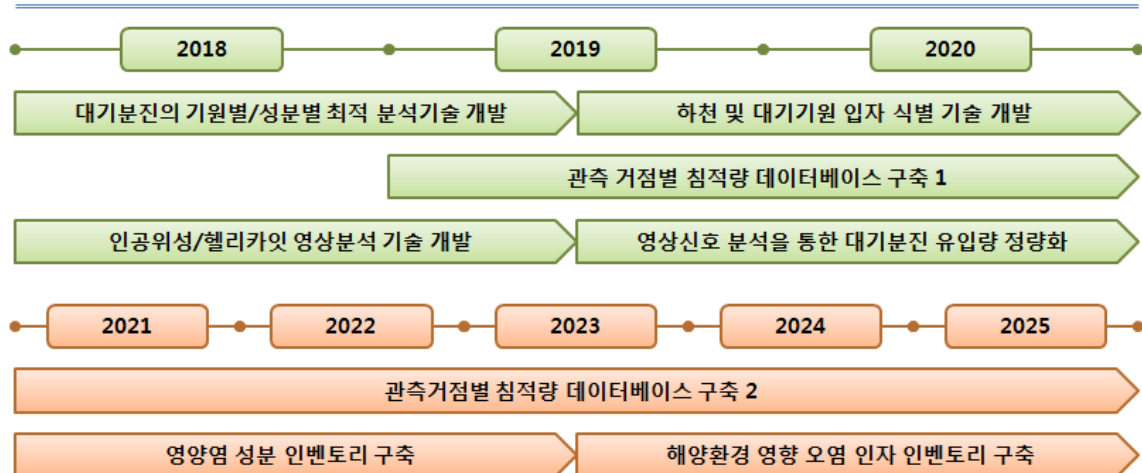 2018 2019 2020
대기분진의 기원별/성분별 최적 분석기술 개발 하천 및 대기기원 입자 식별 기술 개발
관측 거점별 침적량 데이터베이스 구축 1
인공위성/헬리카잇 영상분석 기술 개발 영상신호 분석을 통한 대기분진 유입량 정량화
2021 2022 2023 2024 2025
관측거점별 침적량 데이터베이스 구축 2
영양염 성분 인벤토리 구축 해양환경 영향 오염 인자 인벤토리 구축